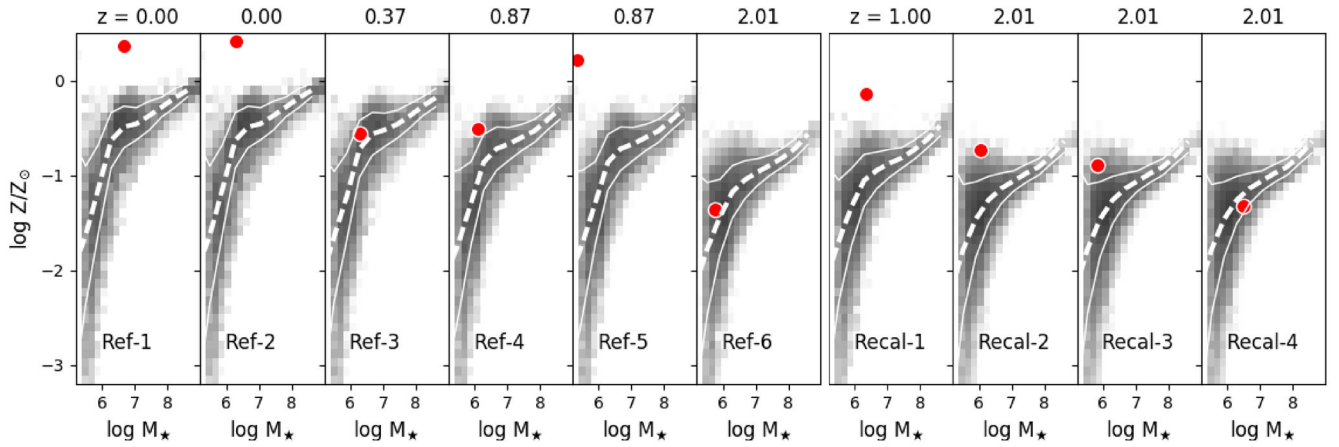 z = 0.00 0.00 0.37 0.87 0.87 2.01 z = 1.00 2.01 2.01 2.01
0
−1
−2
−3
log Z/Z⊙
Ref-1 Ref-2 Ref-3 Ref-4 Ref-5 Ref-6 Recal-1 Recal-2 Recal-3 Recal-4
6 7 8 6 7 8 6 7 8 6 7 8 6 7 8 6 7 8 6 7 8 6 7 8 6 7 8 6 7 8
log M★ log M★ log M★ log M★ log M★ log M★ log M★ log M★ log M★ log M★